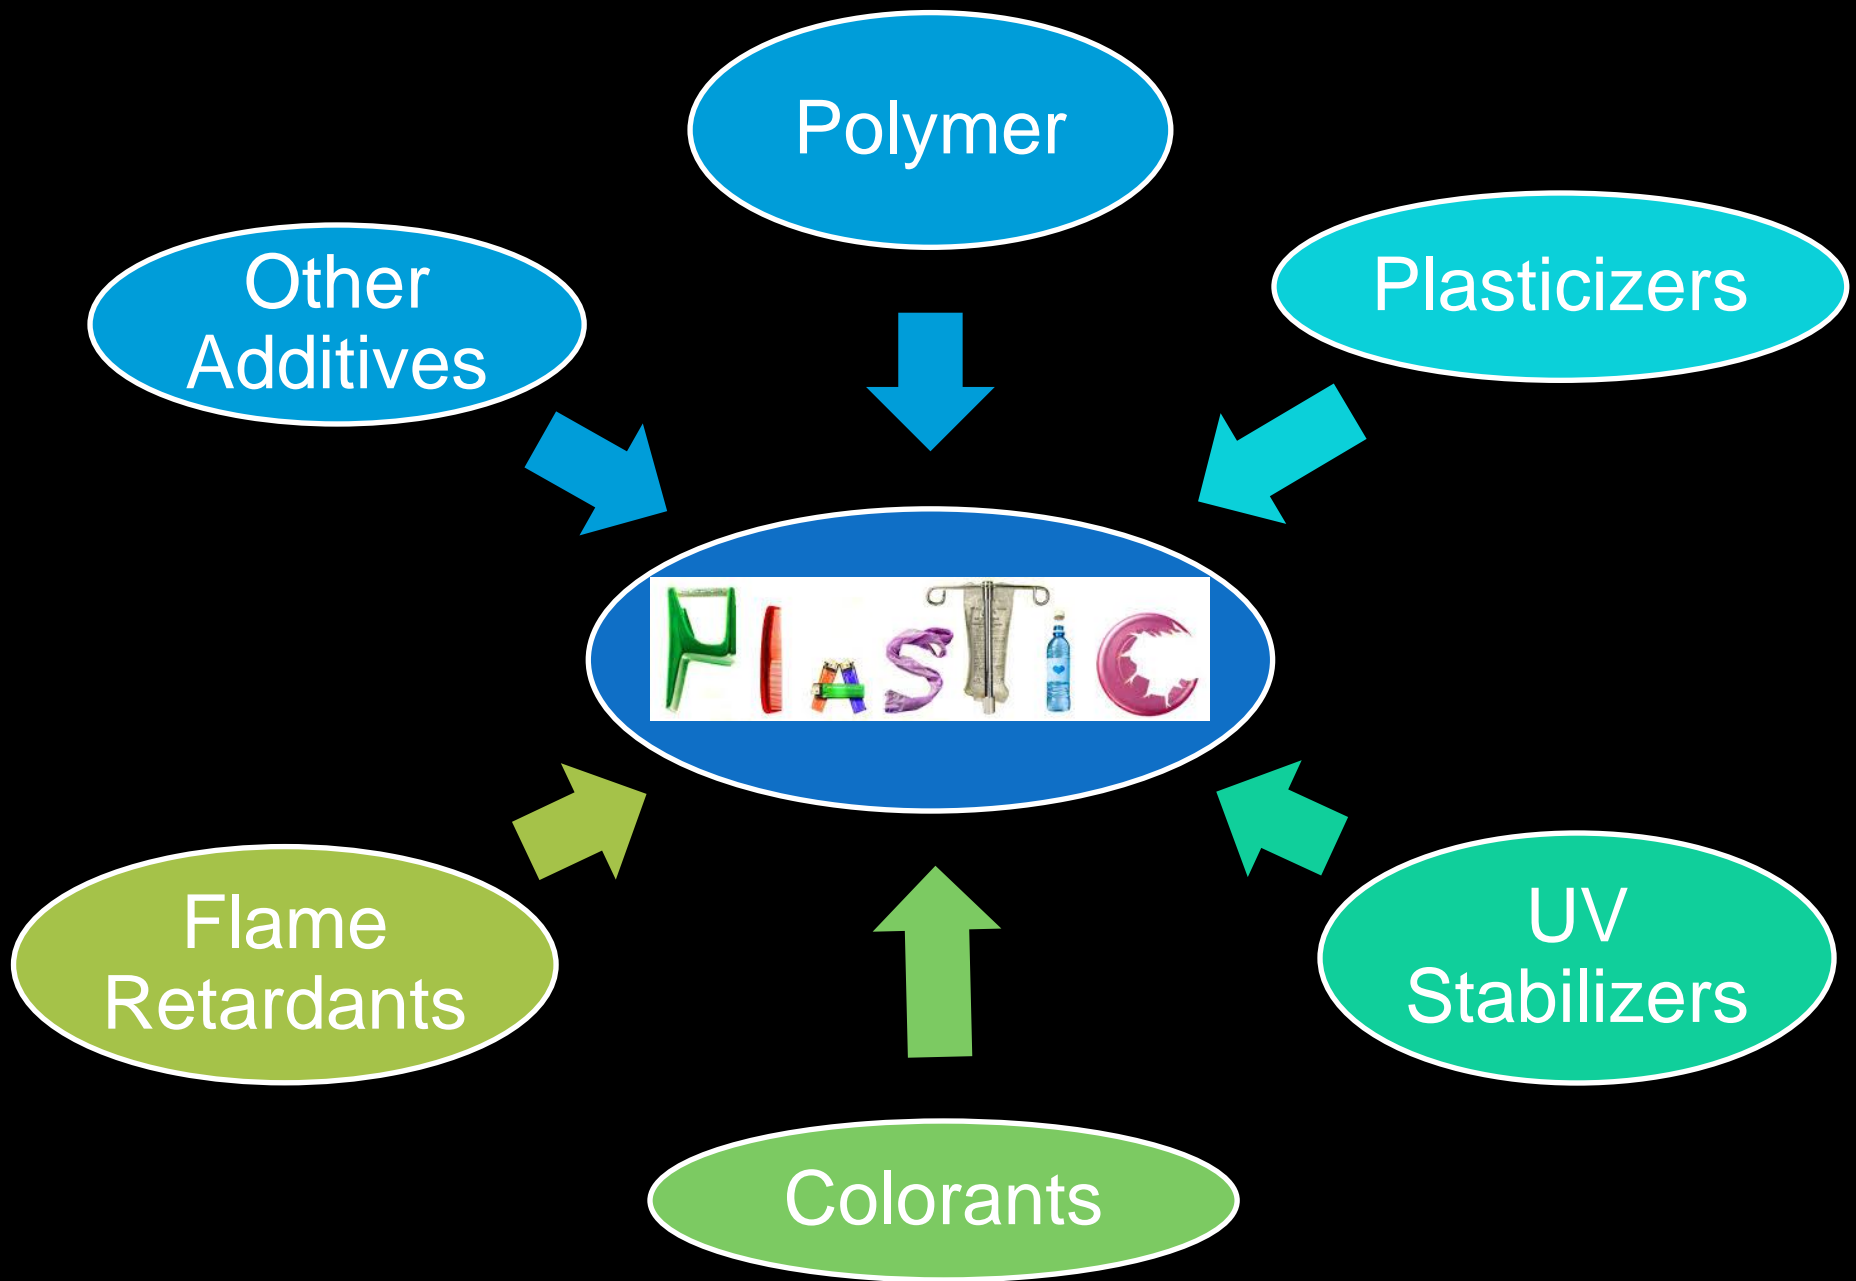 Polymer
Plasticizers
Other
Additives
PlasTic
Flame
Retardants
UV
Stabilizers
Colorants